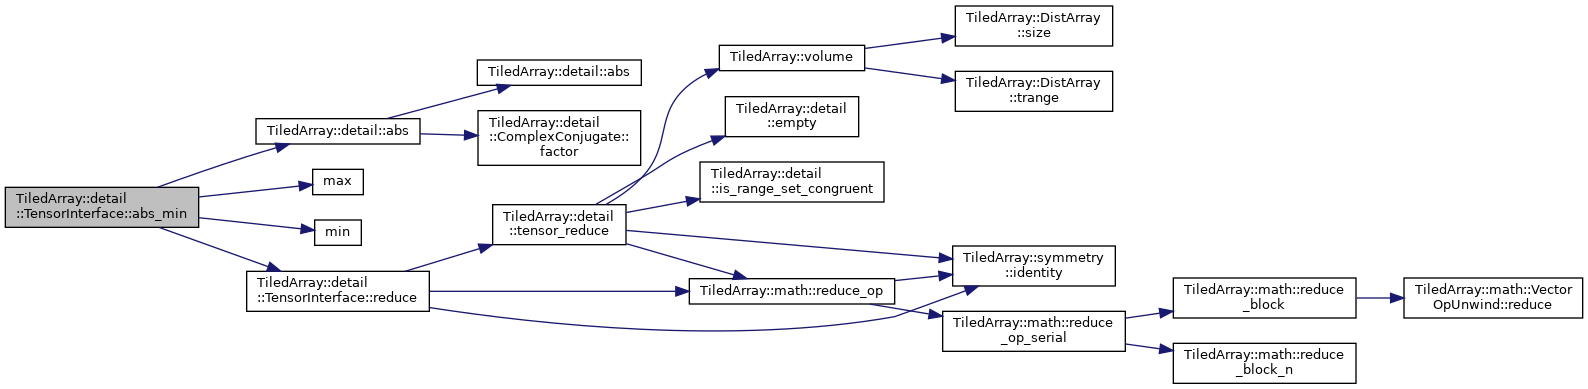 TiledArray::detail
::TensorInterface::abs_min
TiledArray::detail::abs
max
min
TiledArray::detail
::TensorInterface::reduce
TiledArray::detail::abs
TiledArray::detail
::ComplexConjugate::
factor
TiledArray::detail
::tensor_reduce
TiledArray::volume
TiledArray::detail
::empty
TiledArray::detail
::is_range_set_congruent
TiledArray::math::reduce_op
TiledArray::DistArray
::size
TiledArray::DistArray
::trange
TiledArray::symmetry
::identity
TiledArray::math::reduce
_op_serial
TiledArray::math::reduce
_block
TiledArray::math::reduce
_block_n
TiledArray::math::Vector
OpUnwind::reduce